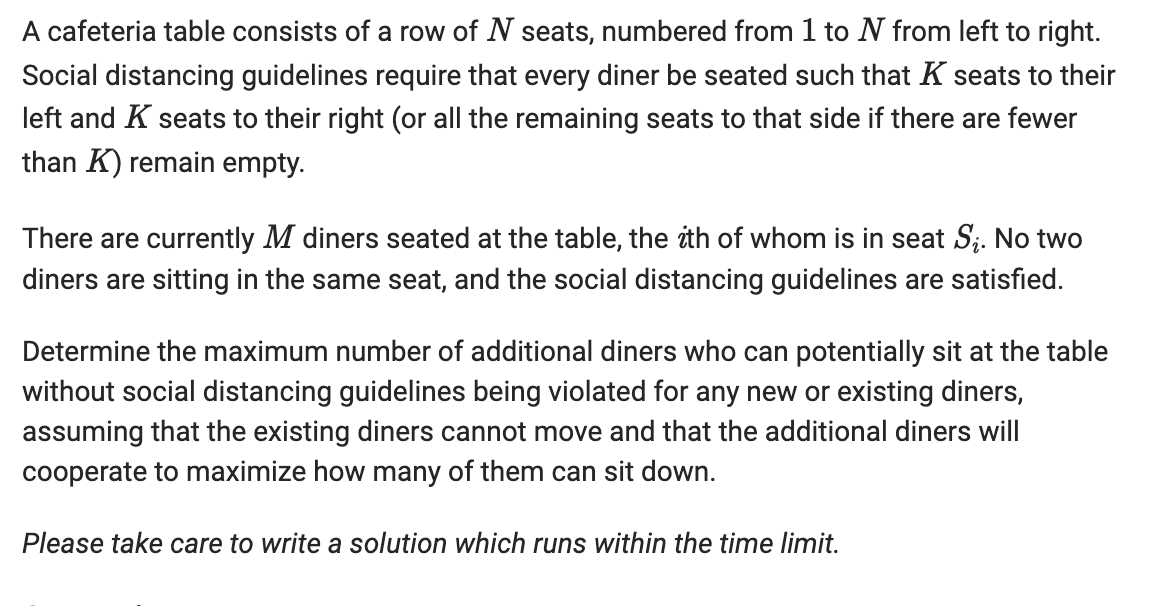 A cafeteria table consists of a row of N seats, numbered from 1 to N from left to right.
Social distancing guidelines require that every diner be seated such that K seats to their
left and K seats to their right (or all the remaining seats to that side if there are fewer
than K) remain empty.
There are currently M diners seated at the table, the ith of whom is in seat Sᵢ. No two
diners are sitting in the same seat, and the social distancing guidelines are satisfied.
Determine the maximum number of additional diners who can potentially sit at the table
without social distancing guidelines being violated for any new or existing diners,
assuming that the existing diners cannot move and that the additional diners will
cooperate to maximize how many of them can sit down.
Please take care to write a solution which runs within the time limit.